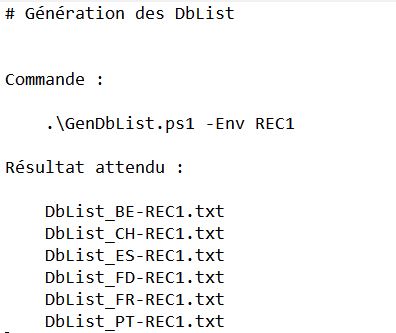 # Génération des DbList
Commande :
.\GenDbList.ps1 -Env REC1
Résultat attendu :
DbList_BE-REC1.txt
DbList_CH-REC1.txt
DbList_ES-REC1.txt
DbList_FD-REC1.txt
DbList_FR-REC1.txt
DbList_PT-REC1.txt